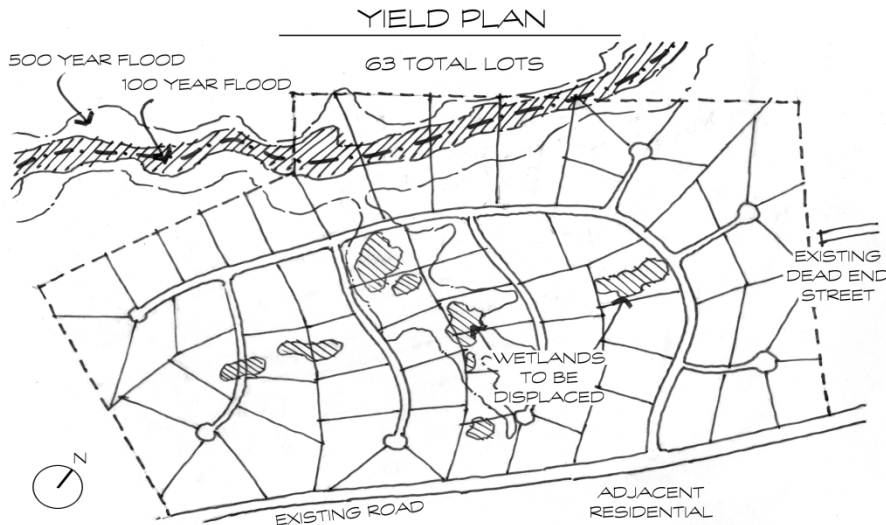 YIELD PLAN
63 TOTAL LOTS
500 YEAR FLOOD
100 YEAR FLOOD
EXISTING
DEAD END
STREET
WETLANDS
TO BE
DISPLACED
N
EXISTING ROAD
ADJACENT
RESIDENTIAL